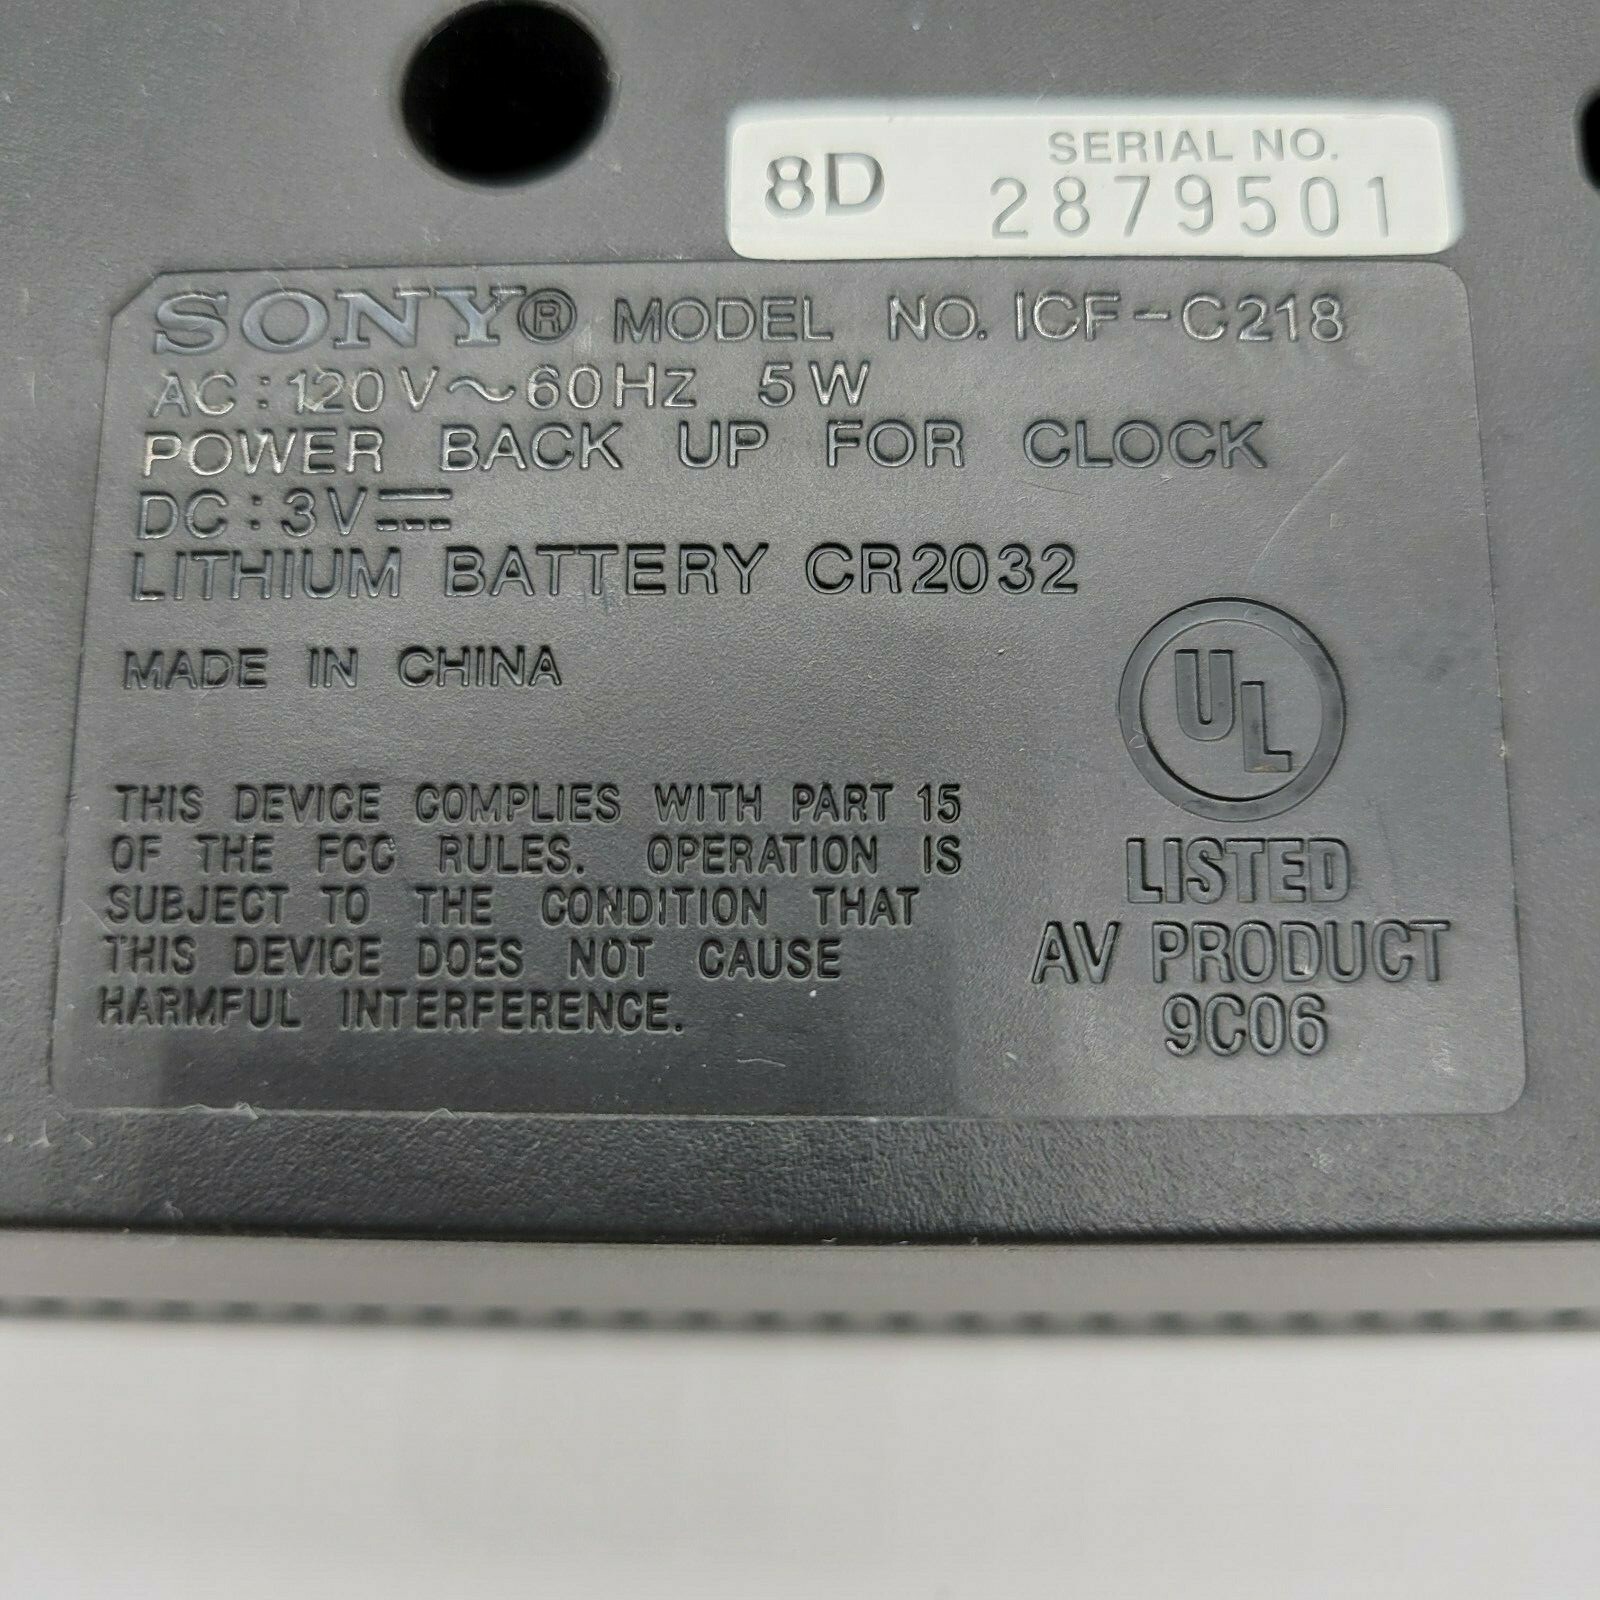 8D SERIAL NO.
2879501
SONY® MODEL NO. ICF-C218
AC : 120V~60Hz 5W
POWER BACK UP FOR CLOCK
DC : 3V⎓
LITHIUM BATTERY CR2032
MADE IN CHINA
THIS DEVICE COMPLIES WITH PART 15
OF THE FCC RULES. OPERATION IS
SUBJECT TO THE CONDITION THAT
THIS DEVICE DOES NOT CAUSE
HARMFUL INTERFERENCE.
UL
LISTED
AV PRODUCT
9C06